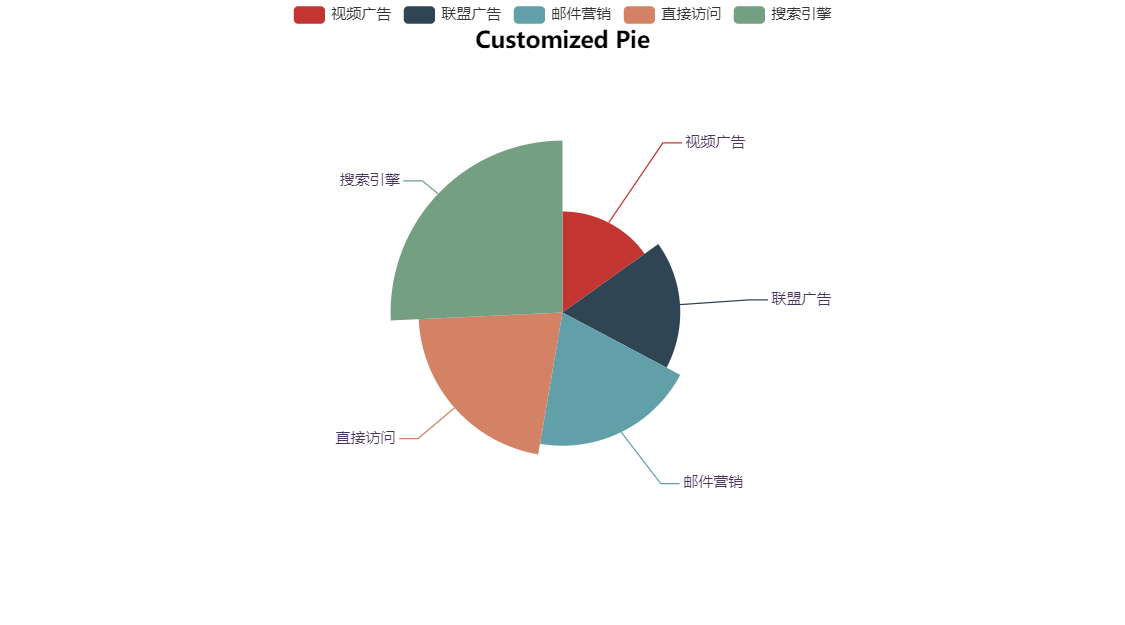 视频广告 联盟广告 邮件营销 直接访问 搜索引擎
Customized Pie
视频广告
搜索引擎
联盟广告
直接访问
邮件营销